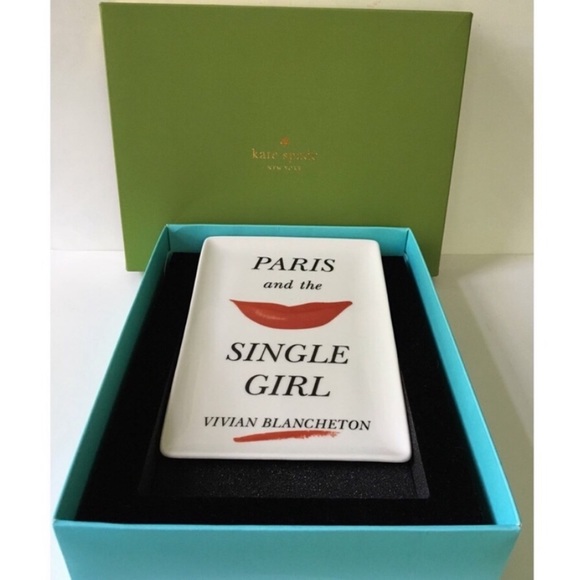 kate spade
NEW YORK
PARIS
and the
SINGLE
GIRL
VIVIAN BLANCHETON